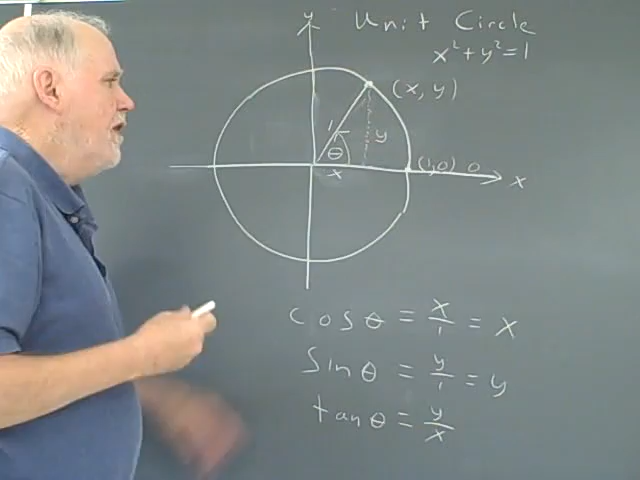 y
Unit Circle
x² + y² = 1
(x, y)
1
y
θ
x
(1,0) 0
x
cos θ = x/1 = x
sin θ = y/1 = y
tan θ = y/x